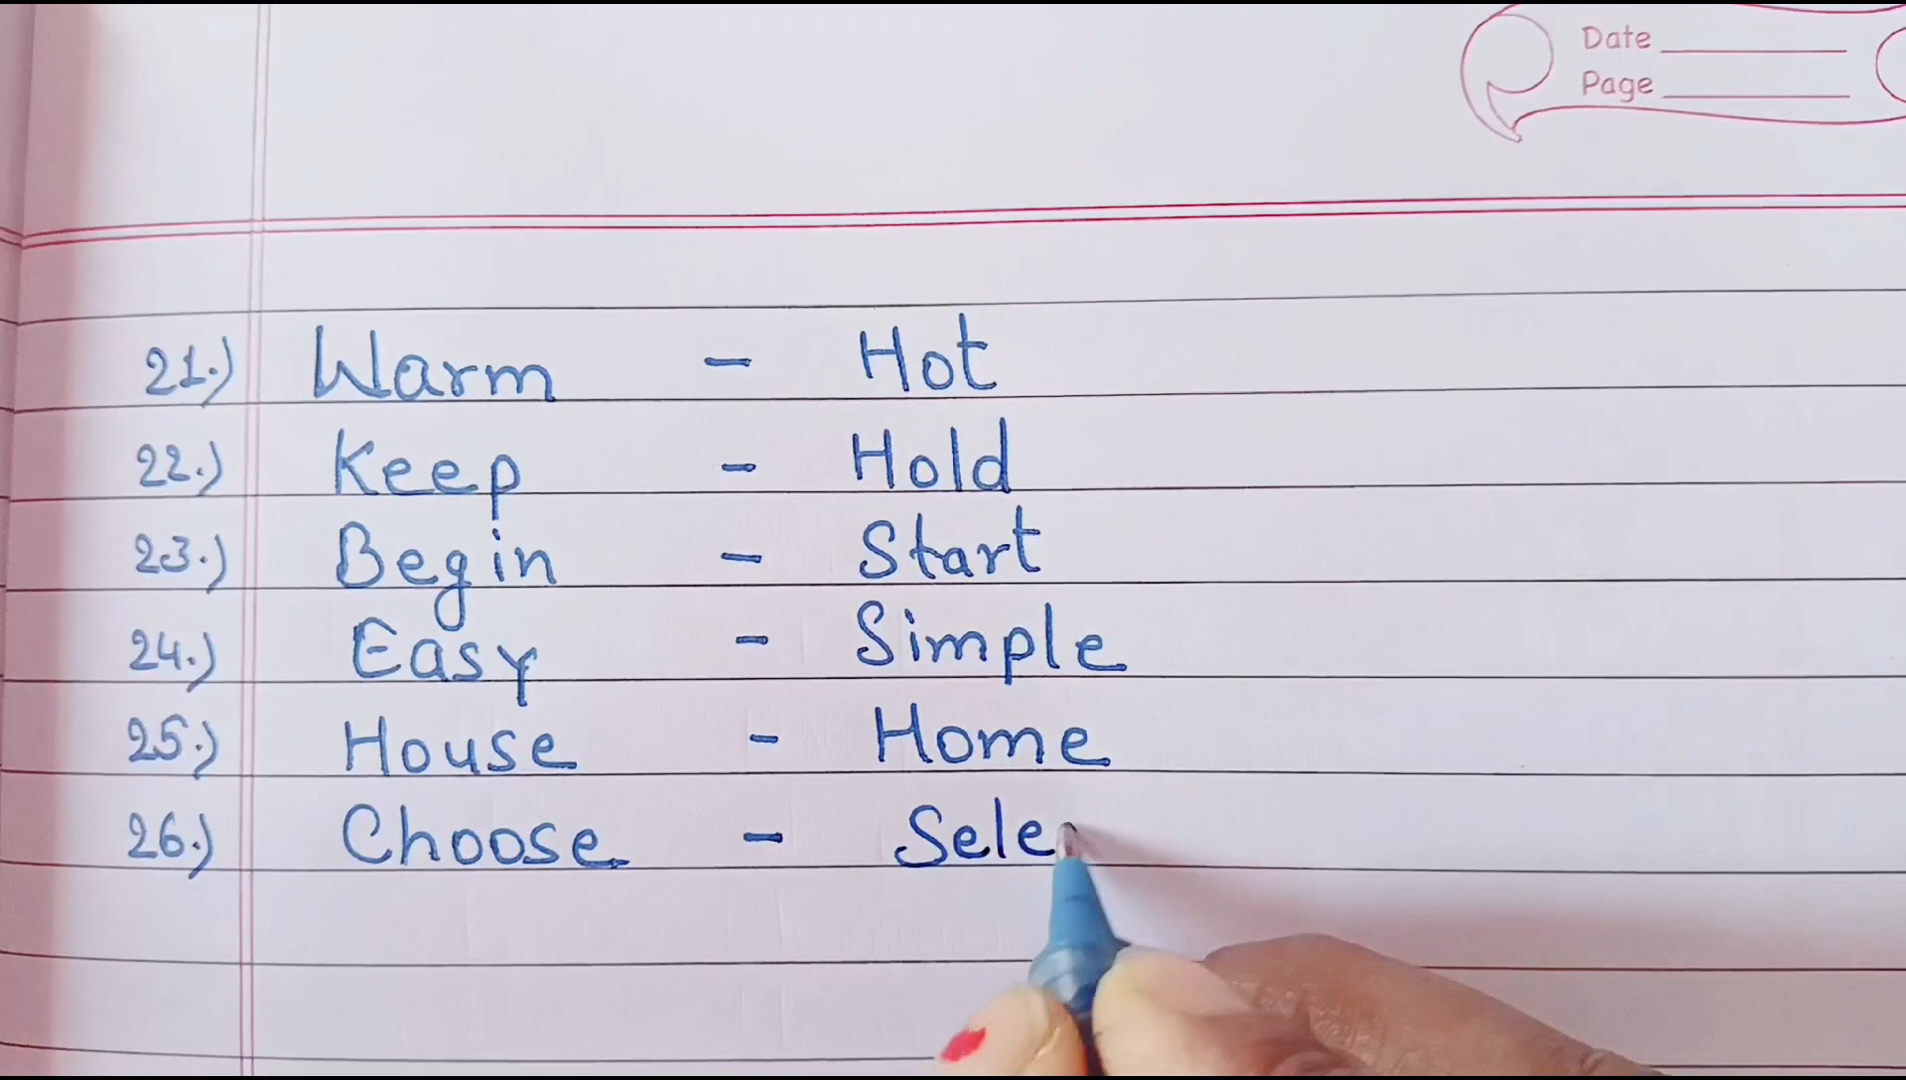 Date
Page
21.) Warm - Hot
22.) Keep - Hold
23.) Begin - Start
24.) Easy - Simple
25.) House - Home
26.) Choose - Sele